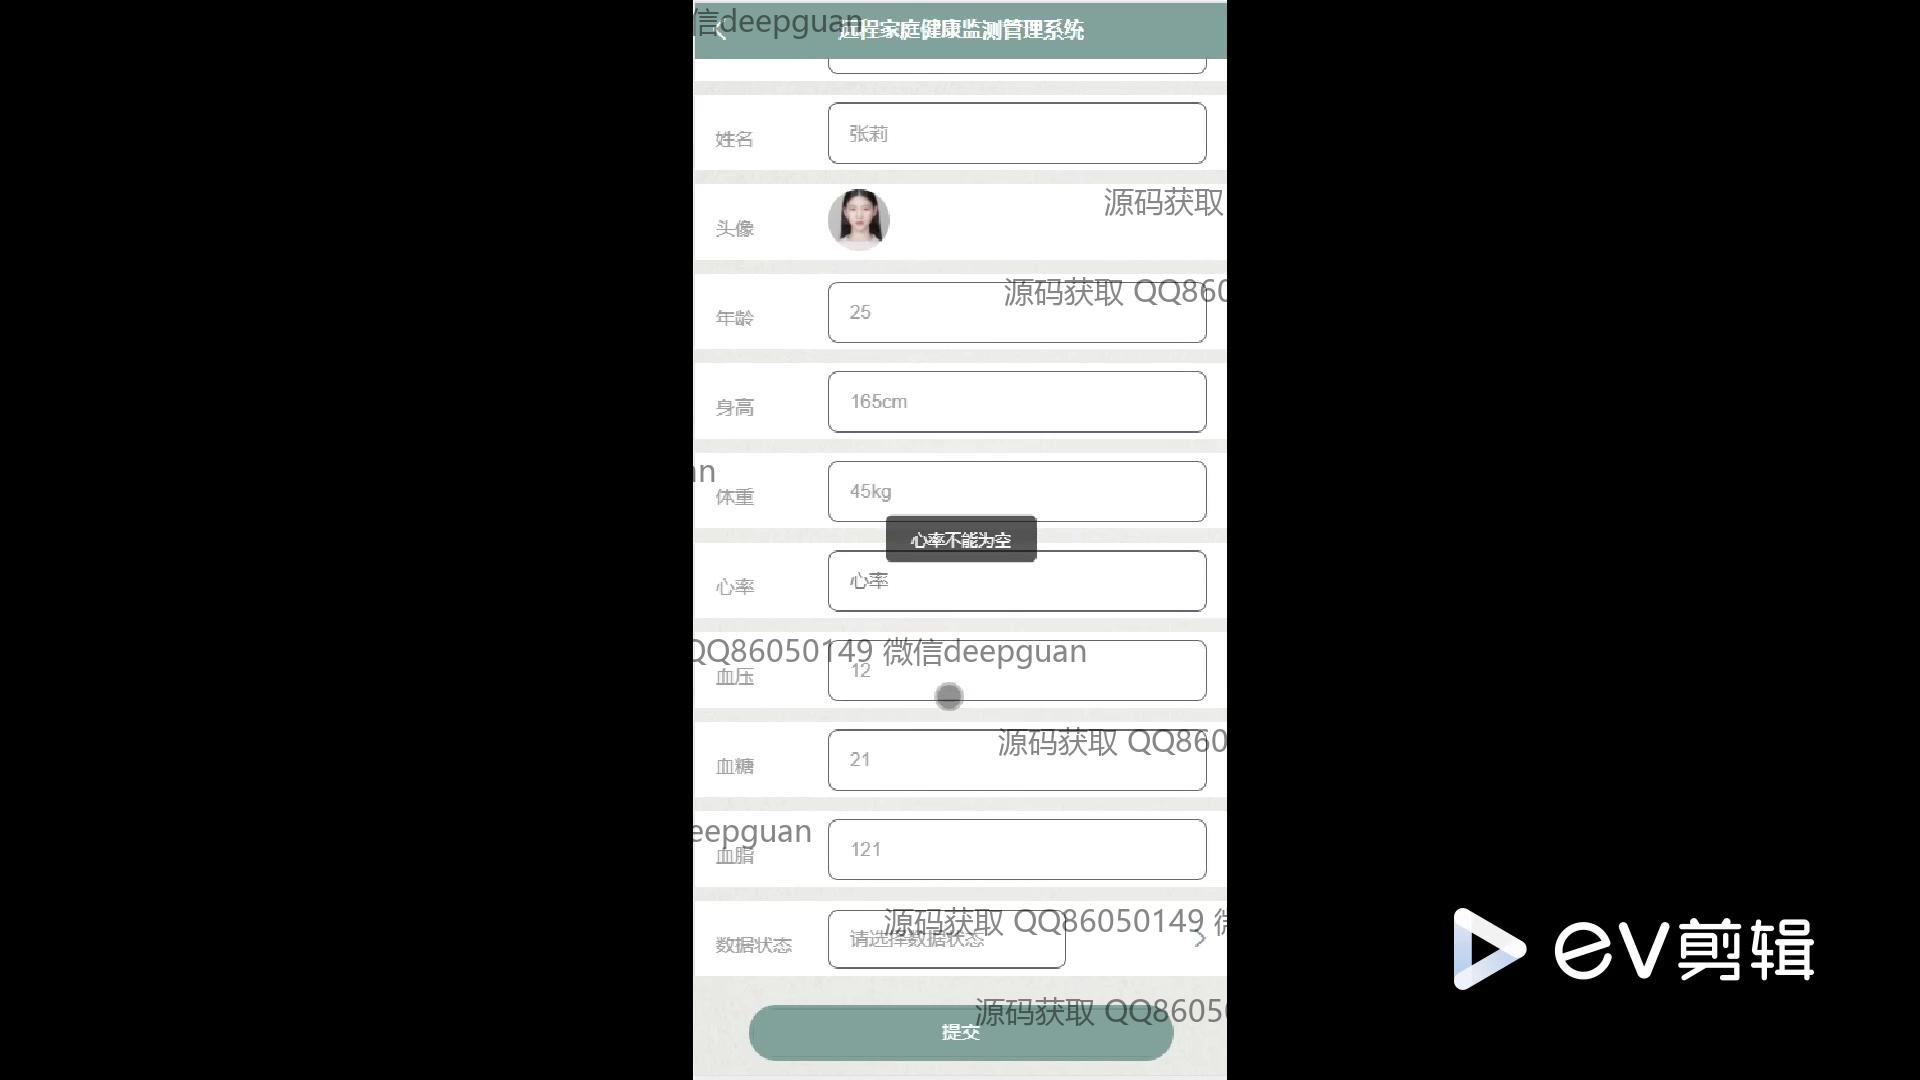 信deepguan
远程家庭健康监测管理系统
姓名
张莉
头像
源码获取
年龄
25
源码获取 QQ860
身高
165cm
an
体重
45kg
心率不能为空
心率
心率
QQ86050149 微信deepguan
血压
12
源码获取 QQ860
血糖
21
eepguan
血脂
121
源码获取 QQ86050149 微
数据状态
请选择数据状态
源码获取 QQ8605
提交
ev剪辑